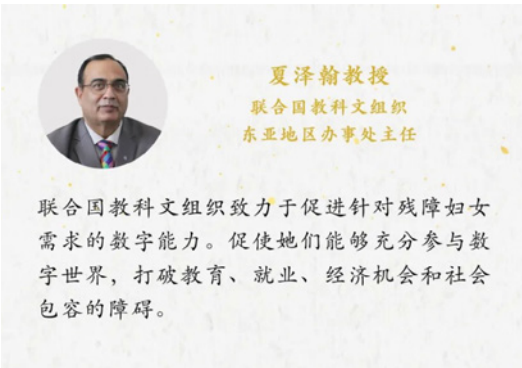 夏泽翰教授
联合国教科文组织
东亚地区办事处主任
联合国教科文组织致力于促进针对残障妇女
需求的数字能力。促使她们能够充分参与数
字世界，打破教育、就业、经济机会和社会
包容的障碍。